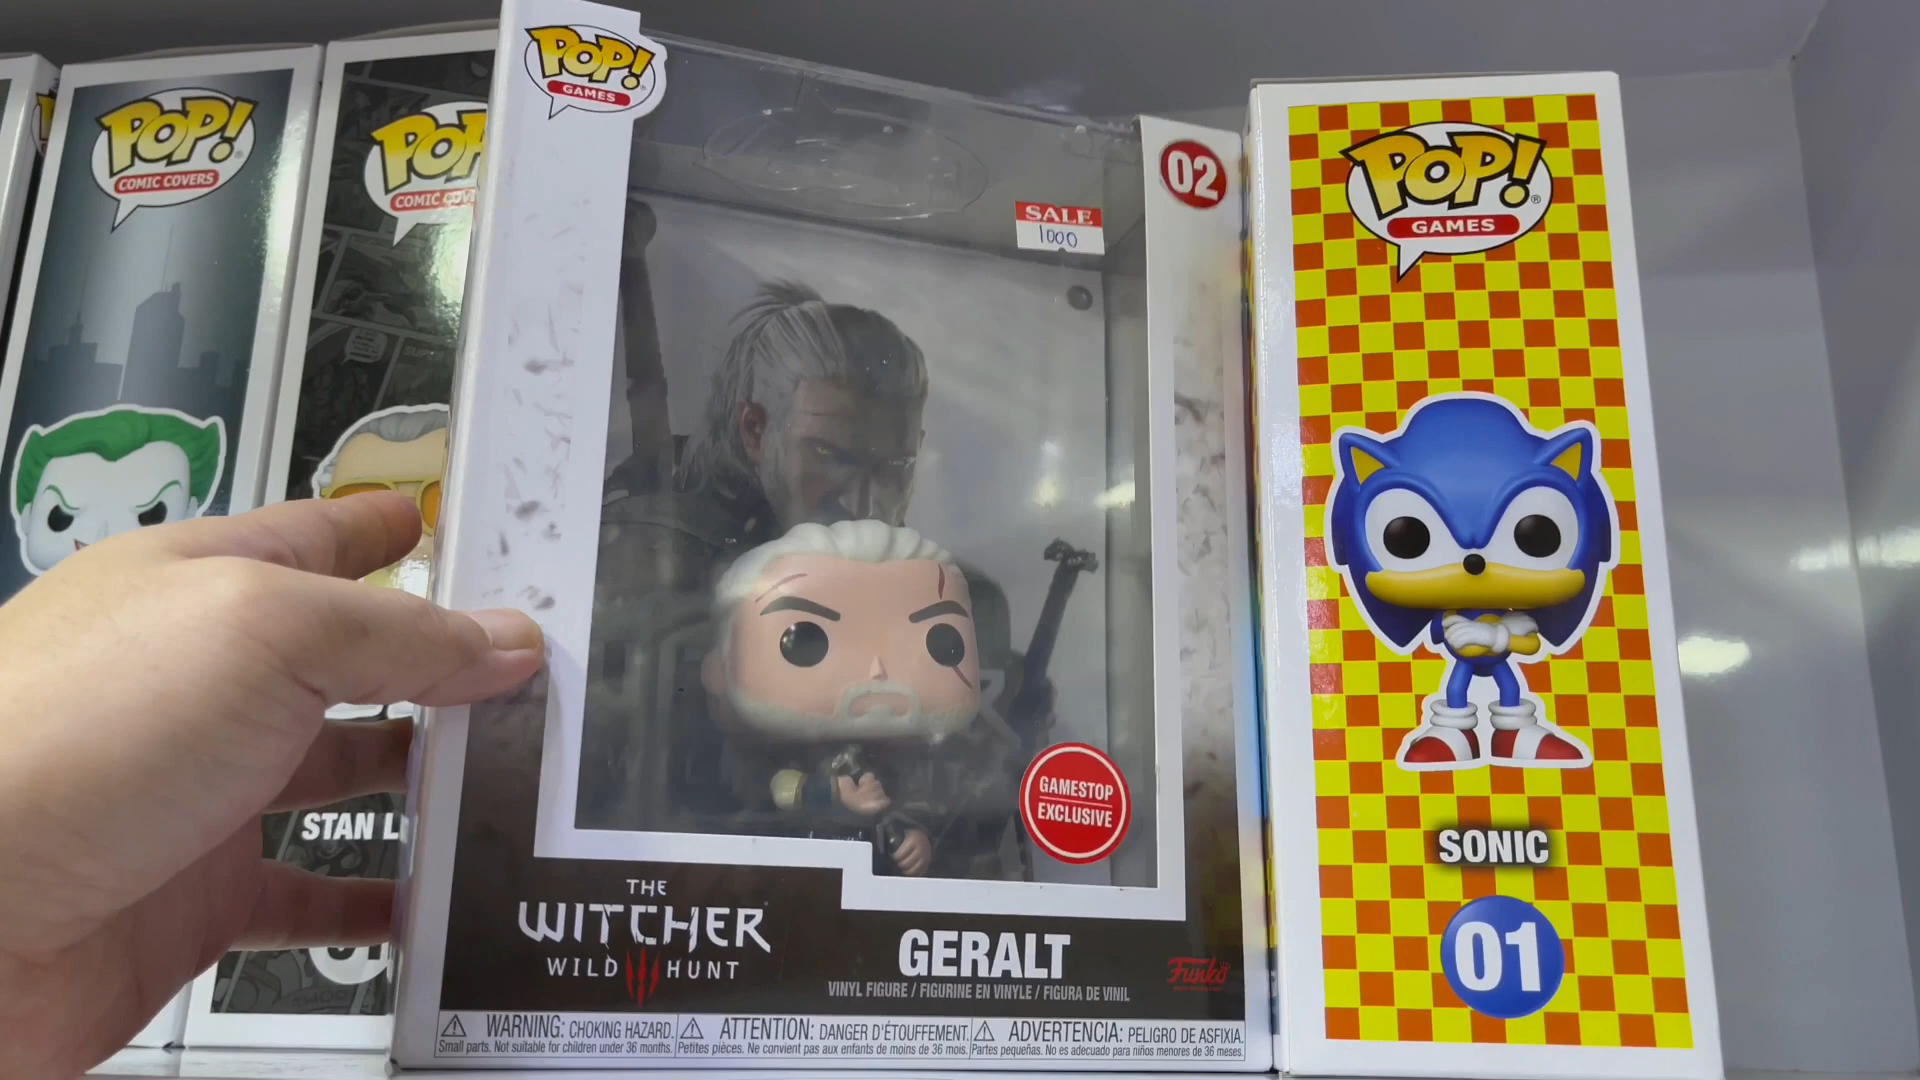 POP!
COMIC COVERS
POP!
COMIC COV
STAN L
POP!
GAMES
02
SALE
1000
GAMESTOP
EXCLUSIVE
THE
WITCHER
WILD HUNT
GERALT
VINYL FIGURE / FIGURINE EN VINYLE / FIGURA DE VINIL
Funko
WARNING: CHOKING HAZARD.
Small parts. Not suitable for children under 36 months.
ATTENTION: DANGER D'ÉTOUFFEMENT.
Petites pièces. Ne convient pas aux enfants de moins de 36 mois.
ADVERTENCIA: PELIGRO DE ASFIXIA.
Partes pequeñas. No es adecuado para niños menores de 36 meses.
POP!
GAMES
SONIC
01